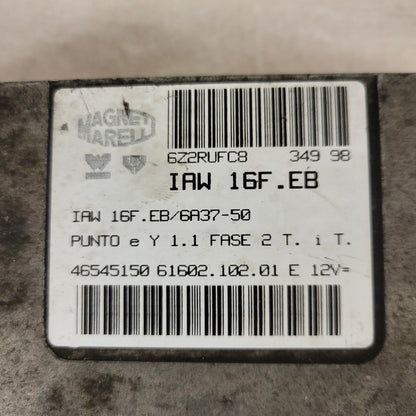 MAGNETI
MARELLI
6Z2RUFC8 349 98
IAW 16F.EB
IAW 16F.EB/6A37-50
PUNTO e Y 1.1 FASE 2 T. i T.
46545150 61602.102.01 E 12V=